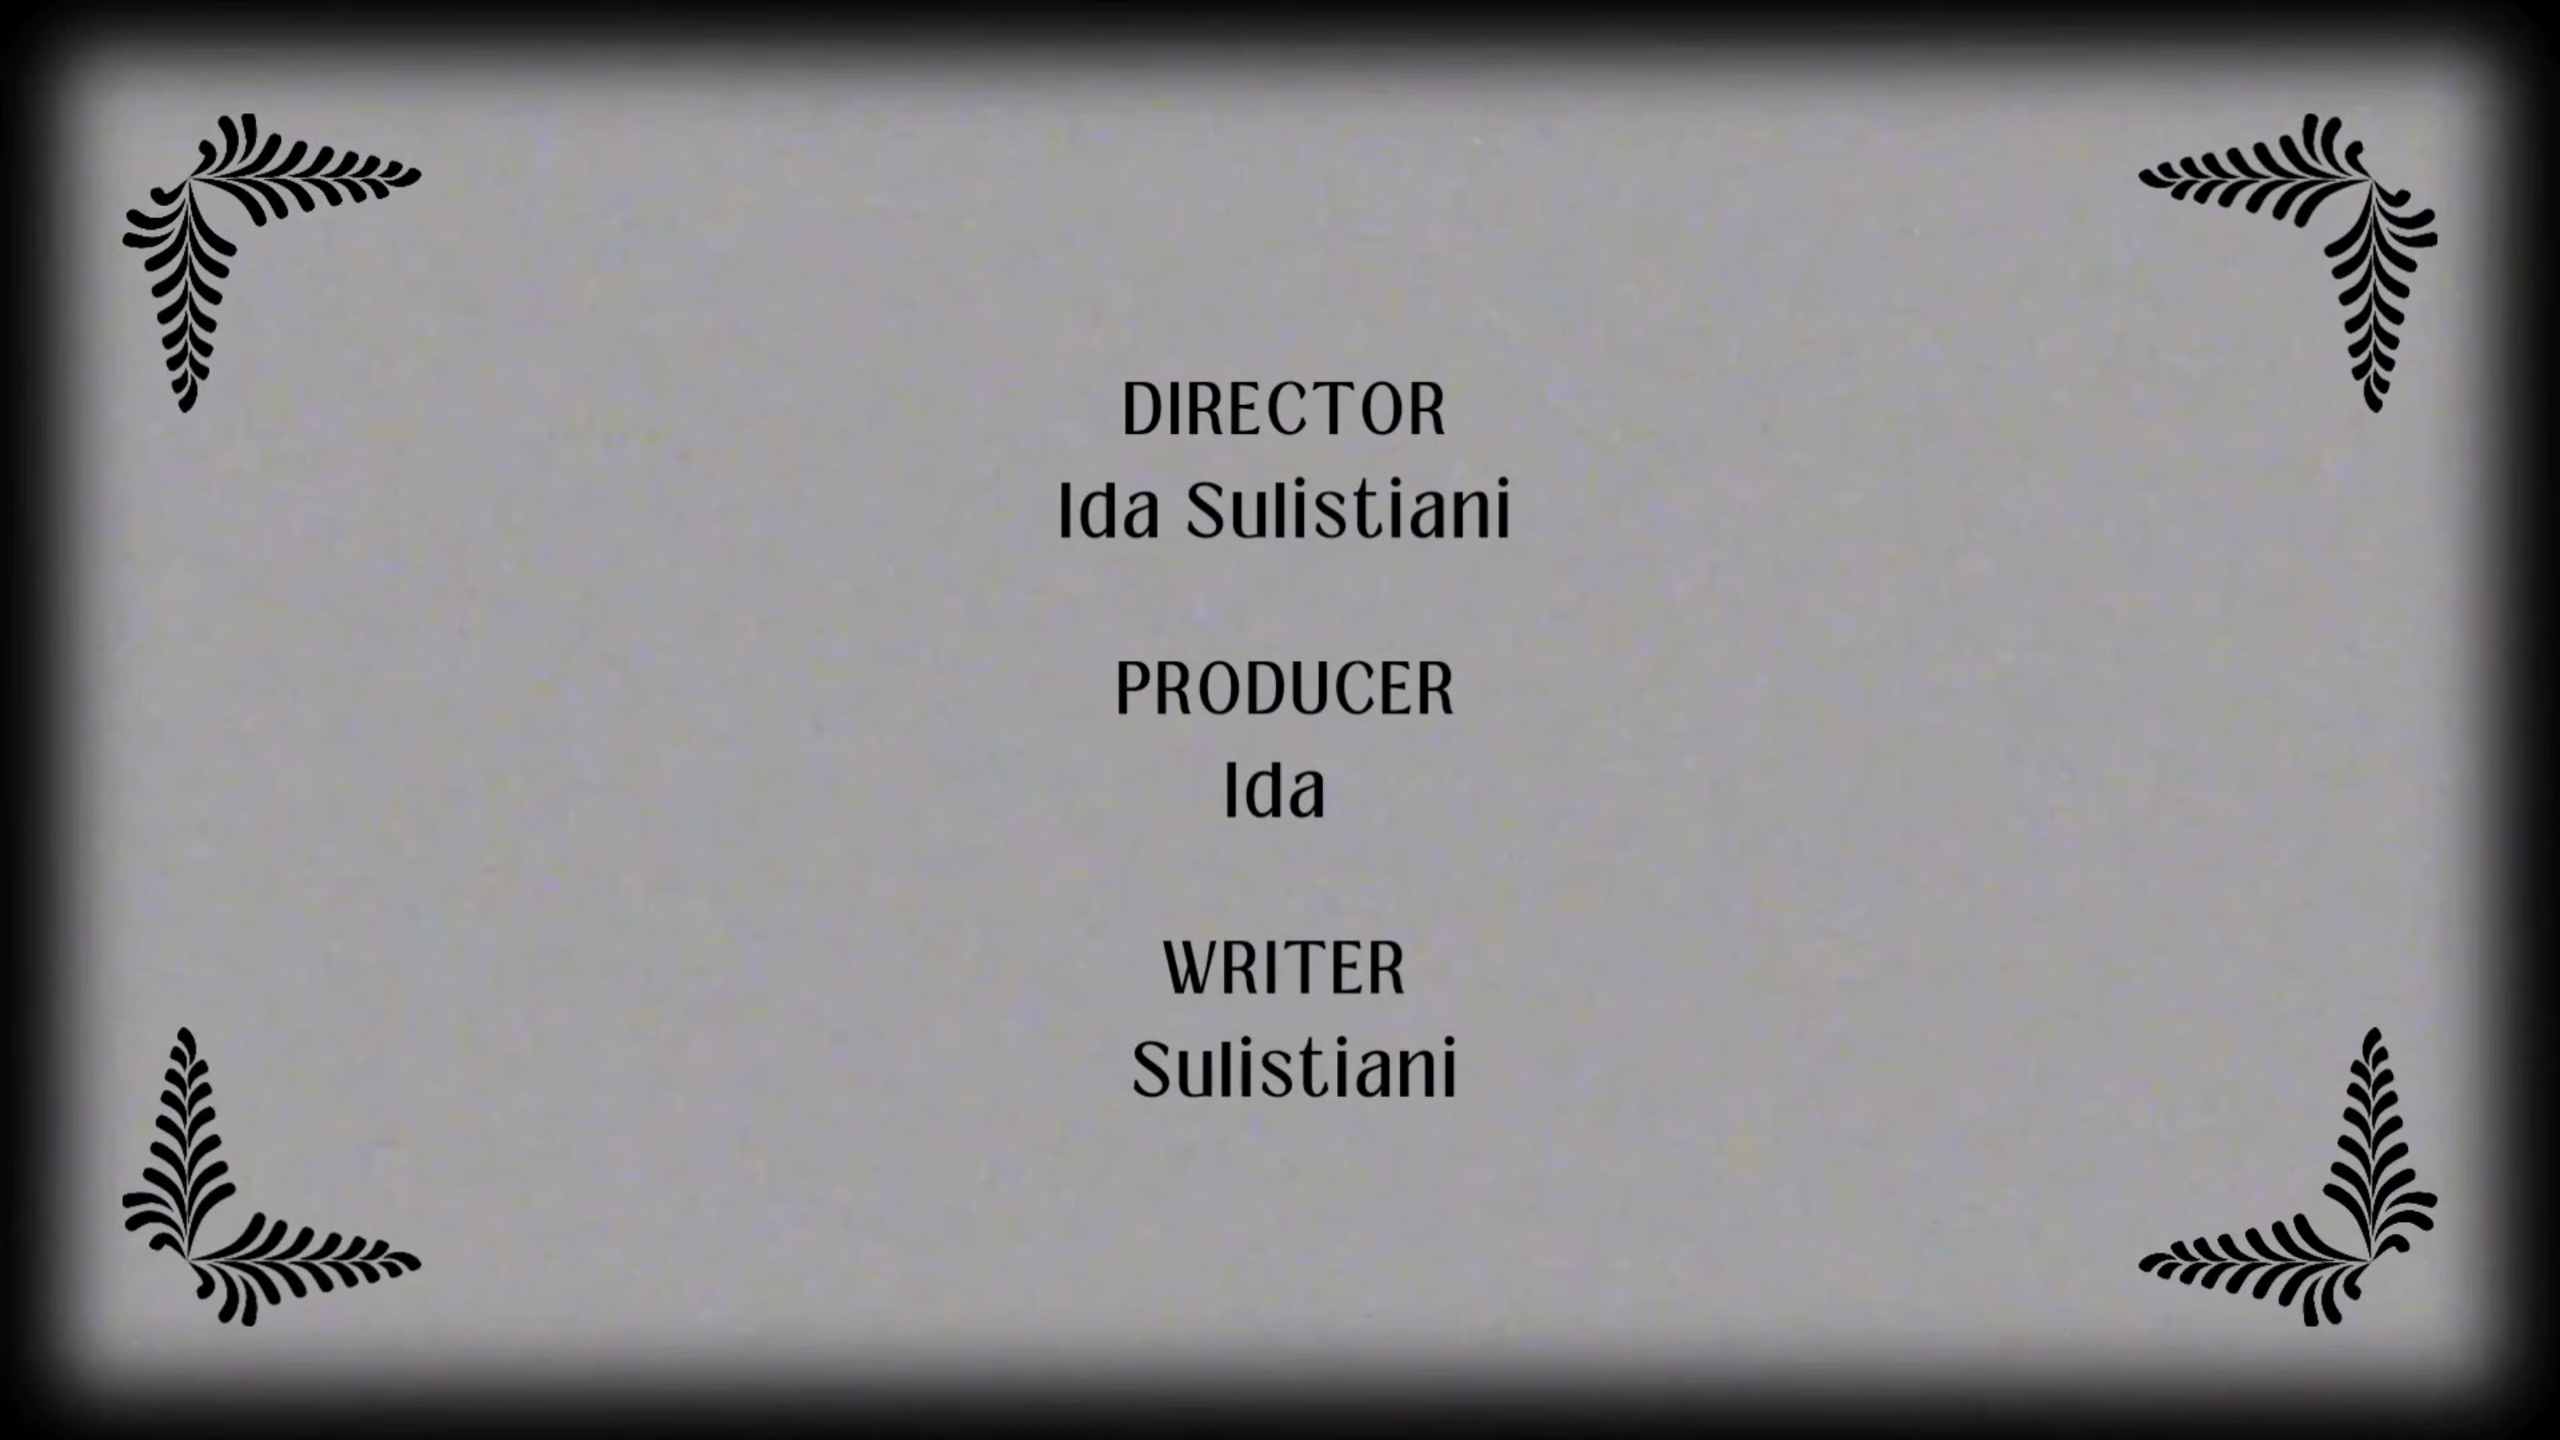 DIRECTOR
Ida Sulistiani
PRODUCER
Ida
WRITER
Sulistiani